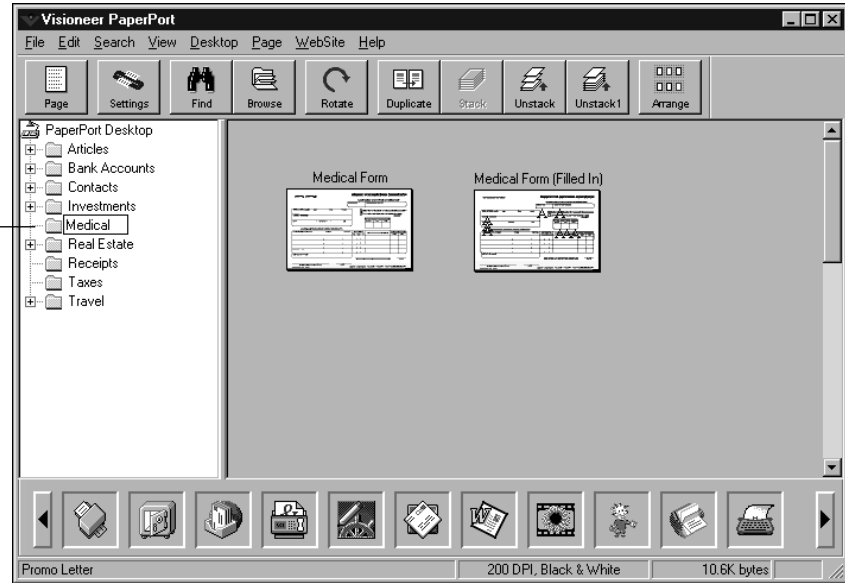 Visioneer PaperPort
File Edit Search View Desktop Page WebSite Help
Page Settings Find Browse Rotate Duplicate Stack Unstack Unstack1 Arrange
PaperPort Desktop
Articles
Bank Accounts
Contacts
Investments
Medical
Real Estate
Receipts
Taxes
Travel
Medical Form Medical Form (Filled In)
Promo Letter 200 DPI, Black & White 10.6K bytes